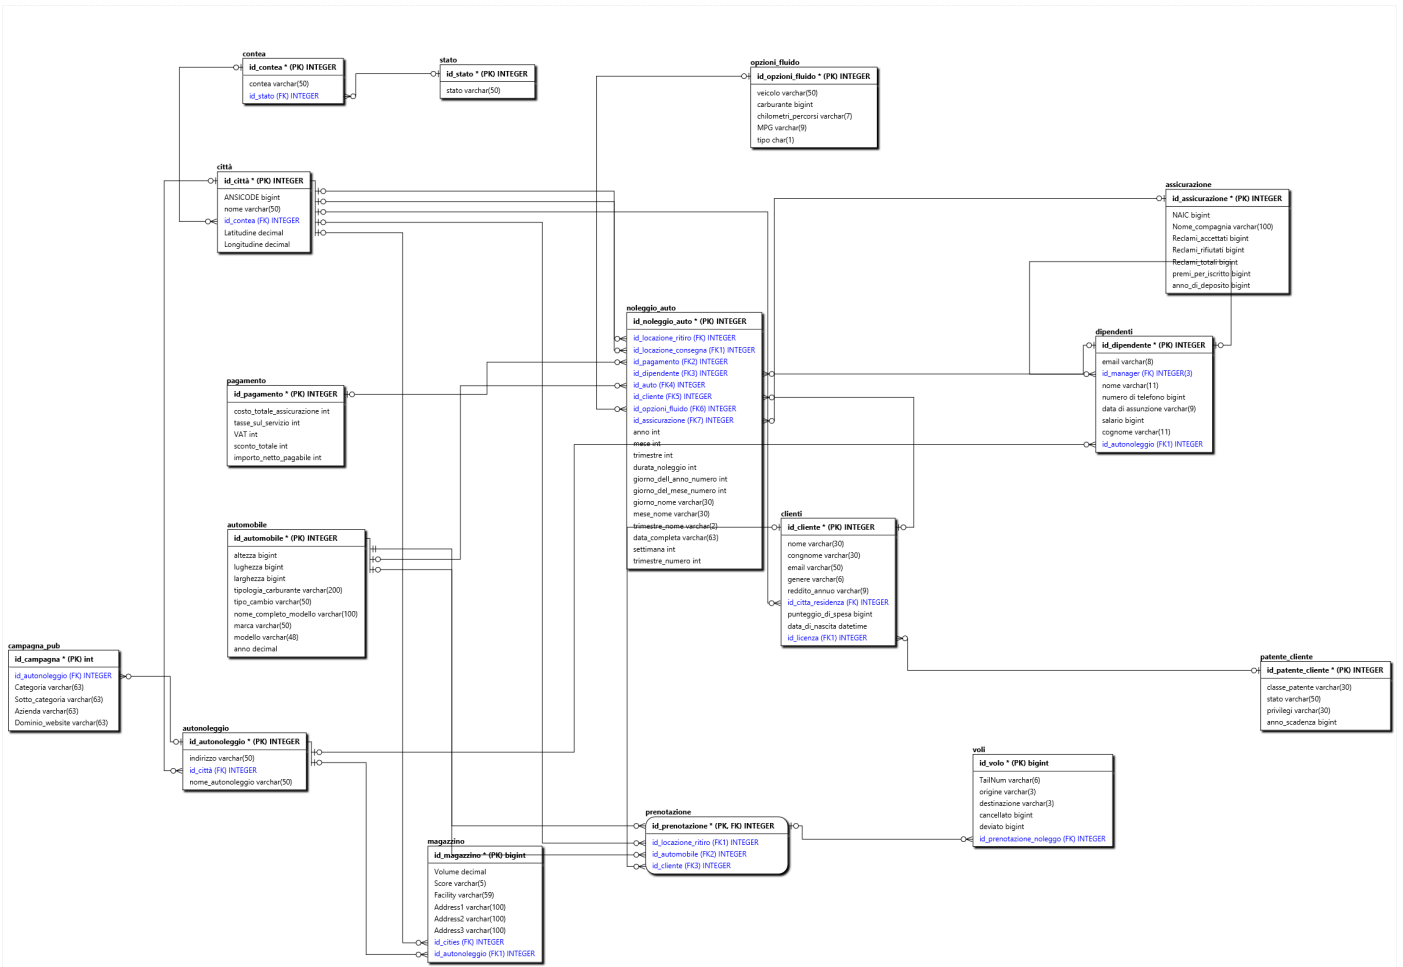 contea
id_contea * (PK) INTEGER
contea varchar(50)
id_stato (FK) INTEGER
stato
id_stato * (PK) INTEGER
stato varchar(50)
opzioni_fluido
id_opzioni_fluido * (PK) INTEGER
veicolo varchar(50)
carburante bigint
chilometri_percorsi varchar(7)
MPG varchar(9)
tipo char(1)
città
id_città * (PK) INTEGER
ANSICODE bigint
nome varchar(50)
id_contea (FK) INTEGER
Latitudine decimal
Longitudine decimal
assicurazione
id_assicurazione * (PK) INTEGER
NAIC bigint
Nome_compagnia varchar(100)
Reclami_accettati bigint
Reclami_rifiutati bigint
Reclami_totali bigint
premi_per_iscritto bigint
anno_di_deposito bigint
noleggio_auto
id_noleggio_auto * (PK) INTEGER
id_locazione_ritiro (FK) INTEGER
id_locazione_consegna (FK1) INTEGER
id_pagamento (FK2) INTEGER
id_dipendente (FK3) INTEGER
id_auto (FK4) INTEGER
id_cliente (FK5) INTEGER
id_opzioni_fluido (FK6) INTEGER
id_assicurazione (FK7) INTEGER
anno int
mese int
trimestre int
durata_noleggio int
giorno_dell_anno_numero int
giorno_del_mese_numero int
giorno_nome varchar(30)
mese_nome varchar(30)
trimestre_nome varchar(2)
data_completa varchar(63)
settimana int
trimestre_numero int
dipendenti
id_dipendente * (PK) INTEGER
email varchar(8)
id_manager (FK) INTEGER(3)
nome varchar(11)
numero di telefono bigint
data di assunzione varchar(9)
salario bigint
cognome varchar(11)
id_autonoleggio (FK1) INTEGER
pagamento
id_pagamento * (PK) INTEGER
costo_totale_assicurazione int
tasse_sul_servizio int
VAT int
sconto_totale int
importo_netto_pagabile int
automobile
id_automobile * (PK) INTEGER
altezza bigint
lughezza bigint
larghezza bigint
tipologia_carburante varchar(200)
tipo_cambio varchar(50)
nome_completo_modello varchar(100)
marca varchar(50)
modello varchar(48)
anno decimal
clienti
id_cliente * (PK) INTEGER
nome varchar(30)
congnome varchar(30)
email varchar(50)
genere varchar(6)
reddito_annuo varchar(9)
id_citta_residenza (FK) INTEGER
punteggio_di_spesa bigint
data_di_nascita datetime
id_licenza (FK1) INTEGER
campagna_pub
id_campagna * (PK) int
id_autonoleggio (FK) INTEGER
Categoria varchar(63)
Sotto_categoria varchar(63)
Azienda varchar(63)
Dominio_website varchar(63)
patente_cliente
id_patente_cliente * (PK) INTEGER
classe_patente varchar(30)
stato varchar(50)
privilegi varchar(30)
anno_scadenza bigint
autonoleggio
id_autonoleggio * (PK) INTEGER
indirizzo varchar(50)
id_città (FK) INTEGER
nome_autonoleggio varchar(50)
voli
id_volo * (PK) bigint
TailNum varchar(6)
origine varchar(3)
destinazione varchar(3)
cancellato bigint
deviato bigint
id_prenotazione_noleggo (FK) INTEGER
prenotazione
id_prenotazione * (PK, FK) INTEGER
id_locazione_ritiro (FK1) INTEGER
id_automobile (FK2) INTEGER
id_cliente (FK3) INTEGER
magazzino
id_magazzino * (PK) bigint
Volume decimal
Score varchar(5)
Facility varchar(59)
Address1 varchar(100)
Address2 varchar(100)
Address3 varchar(100)
id_cities (FK) INTEGER
id_autonoleggio (FK1) INTEGER